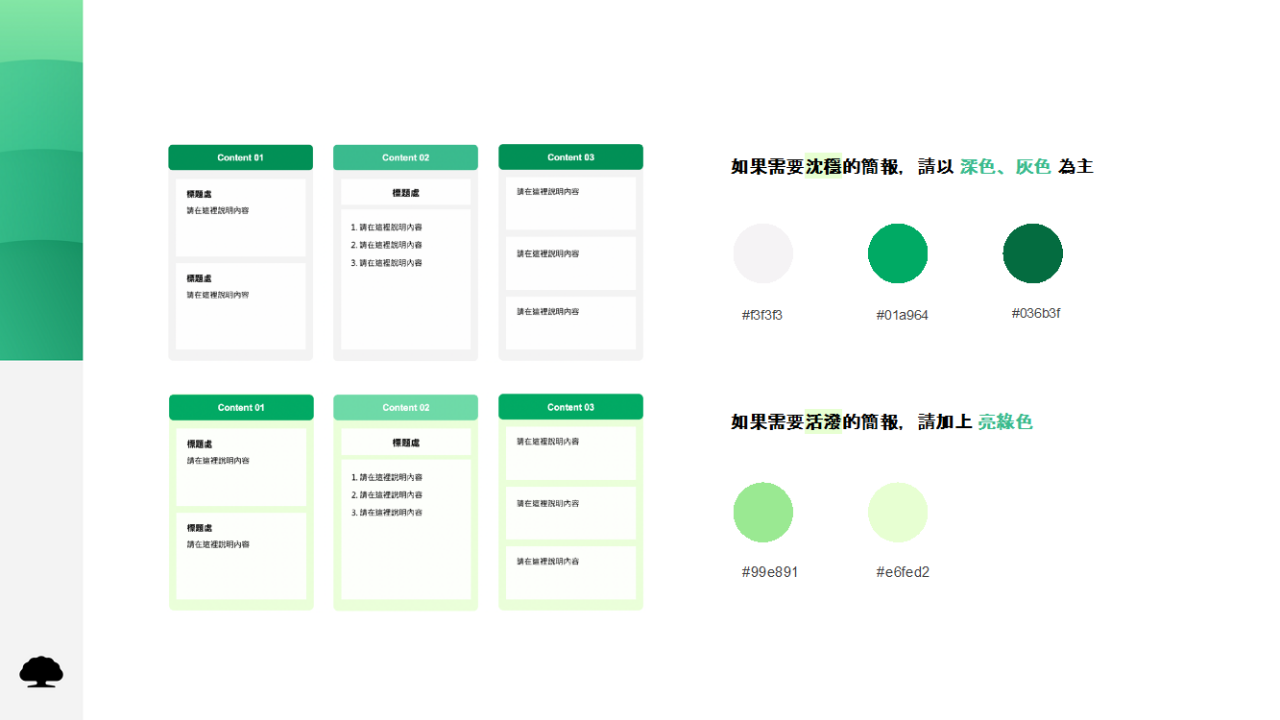 Content 01
標題處
請在這裡說明內容
標題處
請在這裡說明內容
Content 02
標題處
1. 請在這裡說明內容
2. 請在這裡說明內容
3. 請在這裡說明內容
Content 03
請在這裡說明內容
請在這裡說明內容
請在這裡說明內容
如果需要沈穩的簡報，請以 深色、灰色 為主
#f3f3f3
#01a964
#036b3f
Content 01
標題處
請在這裡說明內容
標題處
請在這裡說明內容
Content 02
標題處
1. 請在這裡說明內容
2. 請在這裡說明內容
3. 請在這裡說明內容
Content 03
請在這裡說明內容
請在這裡說明內容
請在這裡說明內容
如果需要活潑的簡報，請加上 亮綠色
#99e891
#e6fed2